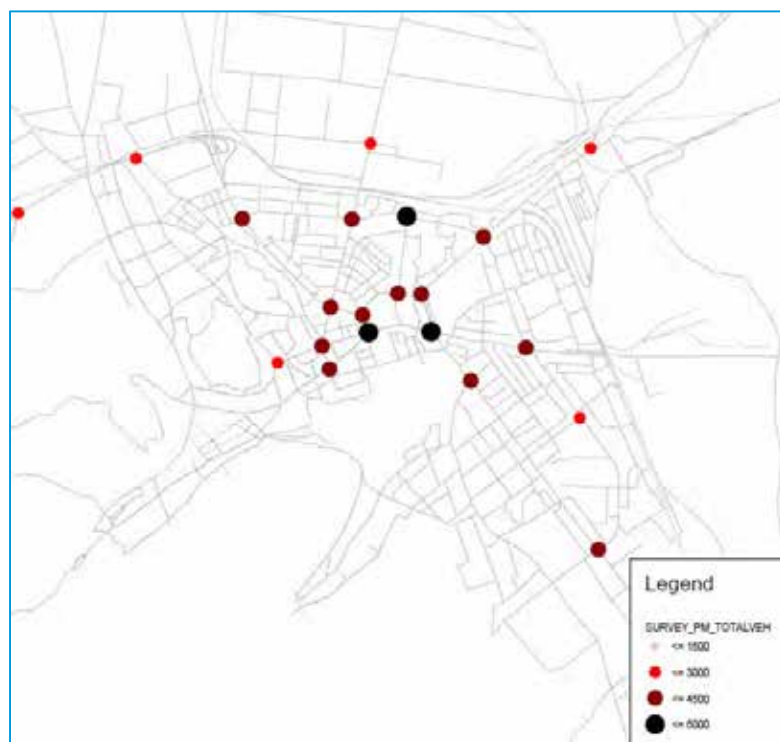 Legend
SURVEY_PM_TOTALVEH
<= 1500
<= 3000
<= 4500
<= 6000